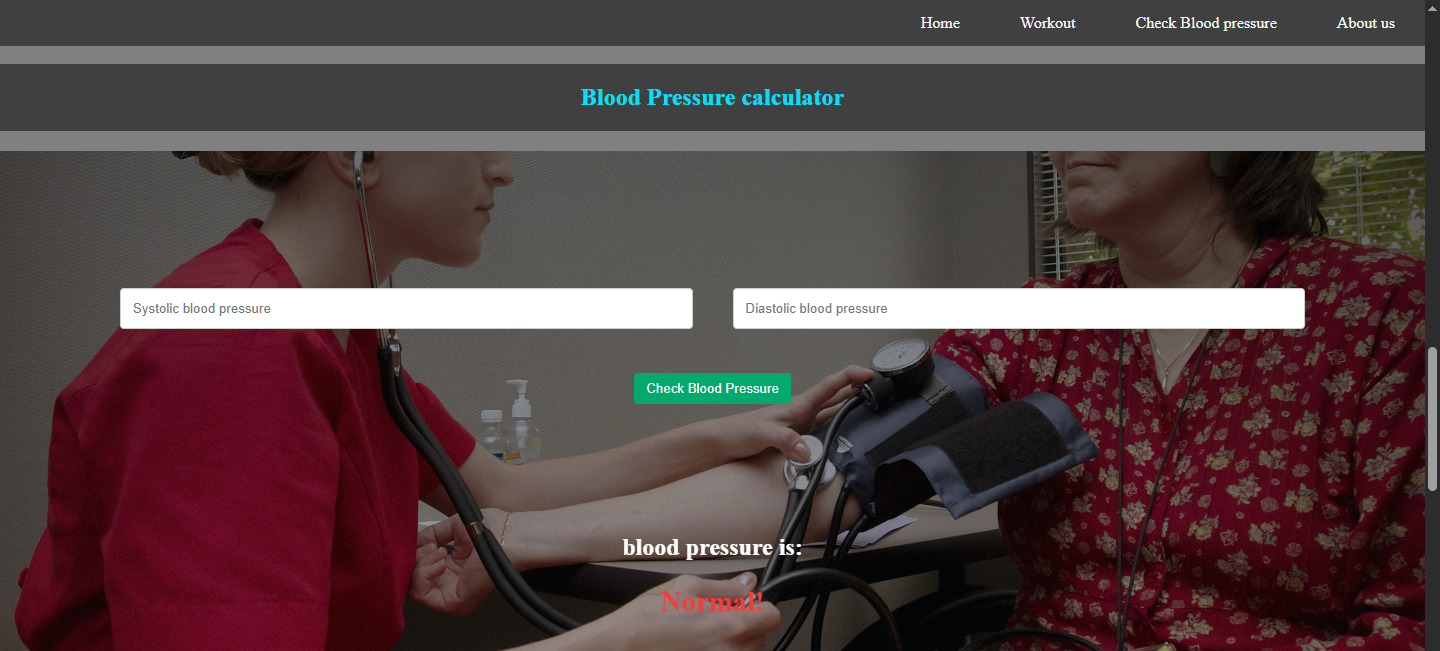 Home Workout Check Blood pressure About us
Blood Pressure calculator
Systolic blood pressure Diastolic blood pressure
Check Blood Pressure
blood pressure is:
Normal!